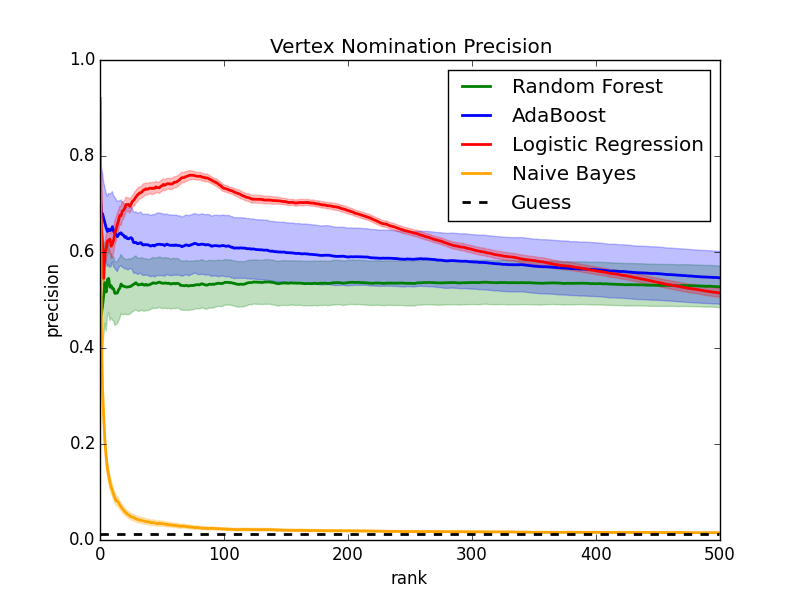 Vertex Nomination Precision
1.0
0.8
0.6
0.4
0.2
0.0
precision
Random Forest
AdaBoost
Logistic Regression
Naive Bayes
Guess
0 100 200 300 400 500
rank